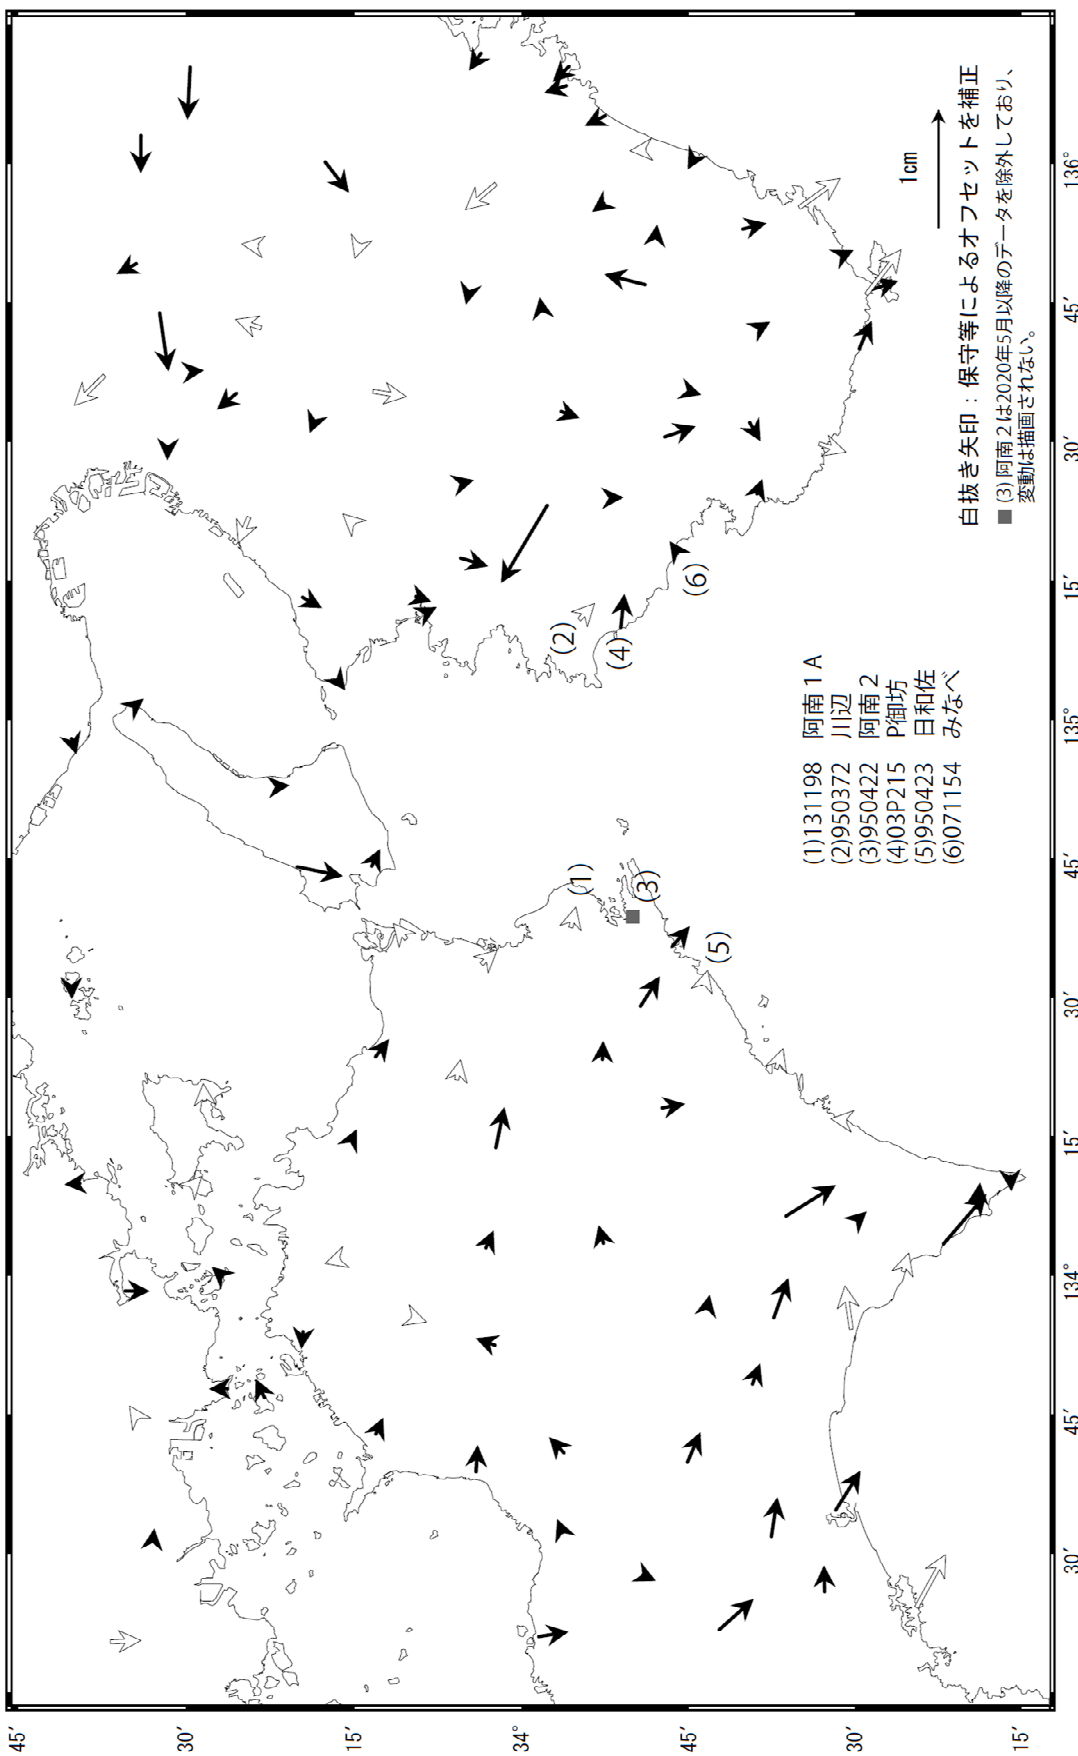 45′
30′
15′
34°
45′
30′
15′
30′
45′
134°
15′
30′
45′
135°
15′
30′
45′
136°
(1)
(2)
(3)
(4)
(5)
(6)
(1)131198 阿南１A
(2)950372 川辺
(3)950422 阿南２
(4)03P215 P御坊
(5)950423 日和佐
(6)071154 みなべ
1cm
白抜き矢印：保守等によるオフセットを補正
■ (3) 阿南２は2020年5月以降のデータを除外しており、
変動は描画されない。